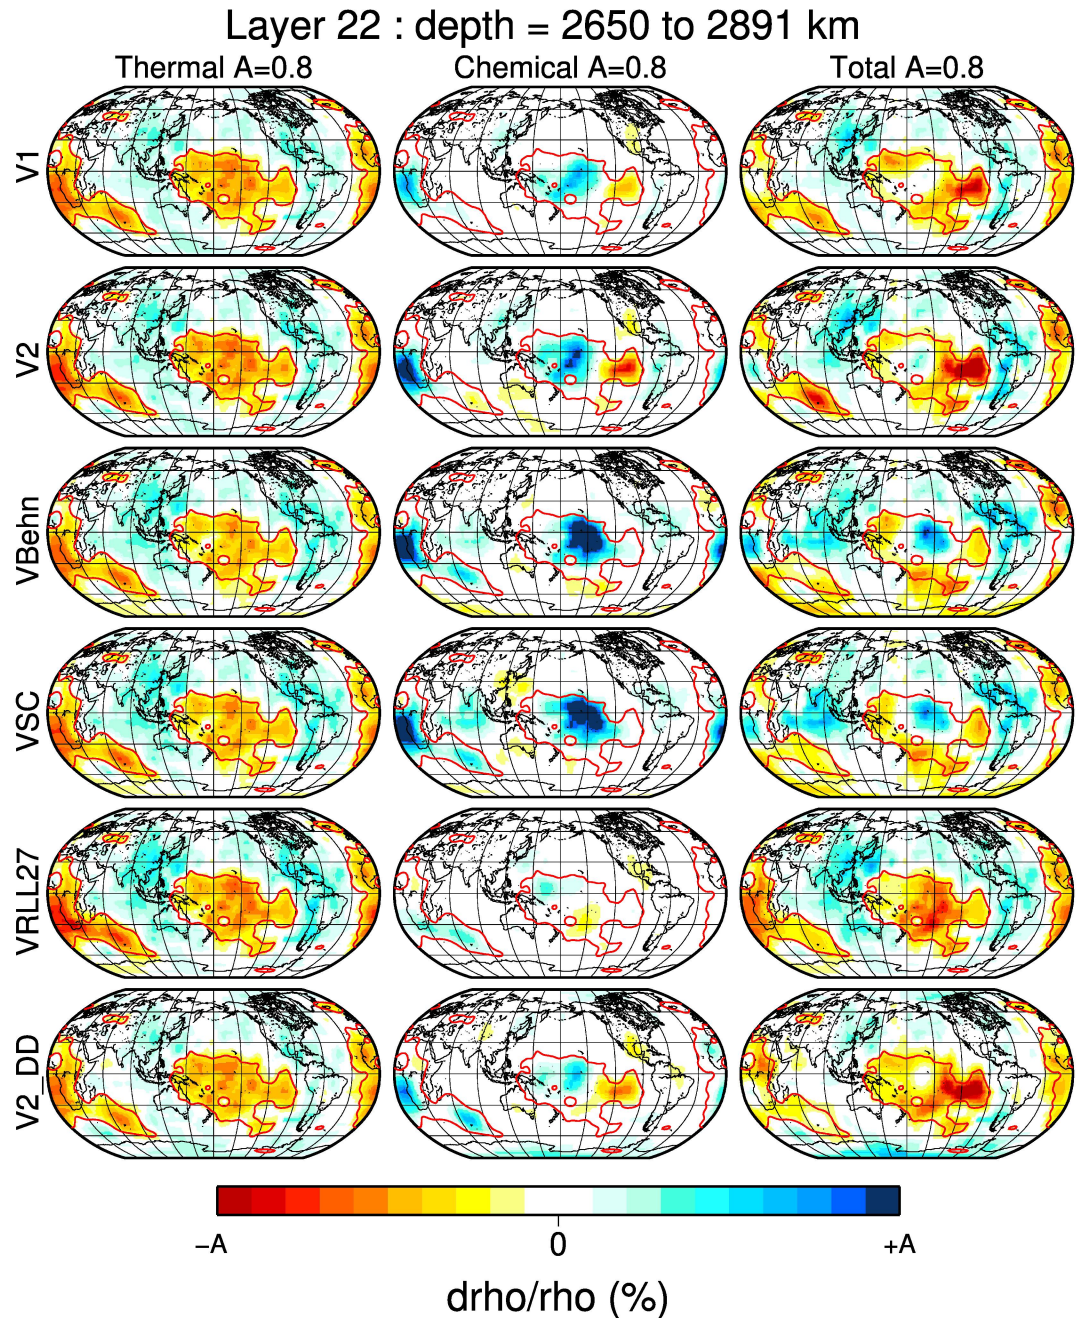 Layer 22 : depth = 2650 to 2891 km
Thermal A=0.8 Chemical A=0.8 Total A=0.8
V1
V2
VBehn
VSC
VRLL27
V2_DD
−A 0 +A
drho/rho (%)